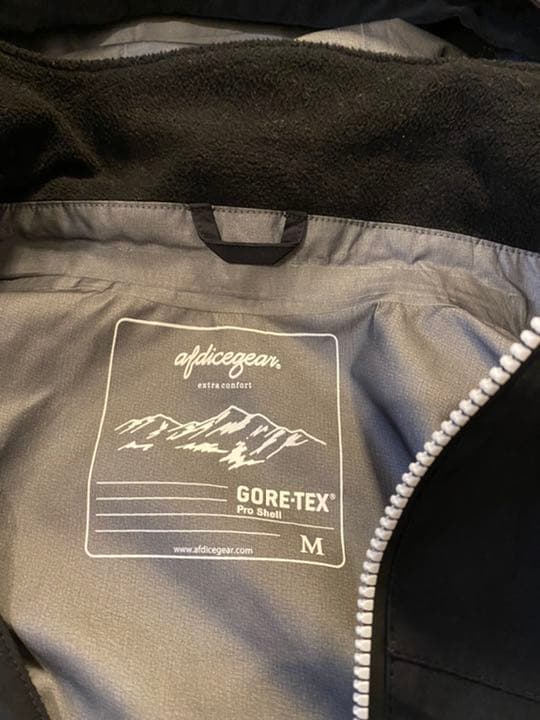 afdicegear®
extra confort
GORE-TEX®
Pro Shell
M
www.afdicegear.com